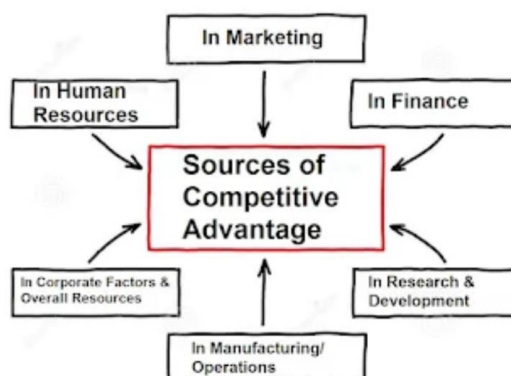 In Marketing
In Human
Resources
In Finance
Sources of
Competitive
Advantage
In Corporate Factors &
Overall Resources
In Research &
Development
In Manufacturing/
Operations